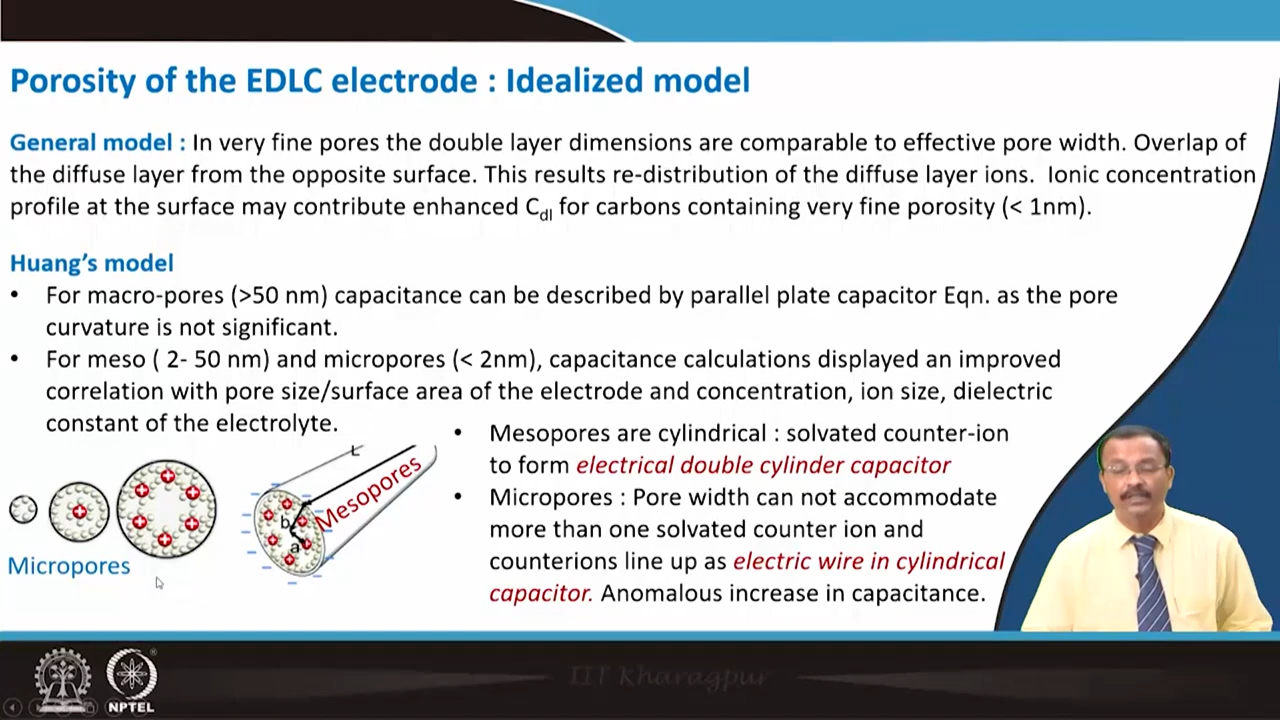 Porosity of the EDLC electrode : Idealized model
General model : In very fine pores the double layer dimensions are comparable to effective pore width. Overlap of
the diffuse layer from the opposite surface. This results re-distribution of the diffuse layer ions. Ionic concentration
profile at the surface may contribute enhanced Cdl for carbons containing very fine porosity (< 1nm).
Huang's model
• For macro-pores (>50 nm) capacitance can be described by parallel plate capacitor Eqn. as the pore
curvature is not significant.
• For meso ( 2- 50 nm) and micropores (< 2nm), capacitance calculations displayed an improved
correlation with pore size/surface area of the electrode and concentration, ion size, dielectric
constant of the electrolyte.
• Mesopores are cylindrical : solvated counter-ion
to form electrical double cylinder capacitor
• Micropores : Pore width can not accommodate
more than one solvated counter ion and
counterions line up as electric wire in cylindrical
capacitor. Anomalous increase in capacitance.
L
Mesopores
b
a
Micropores
IIT Kharagpur
NPTEL